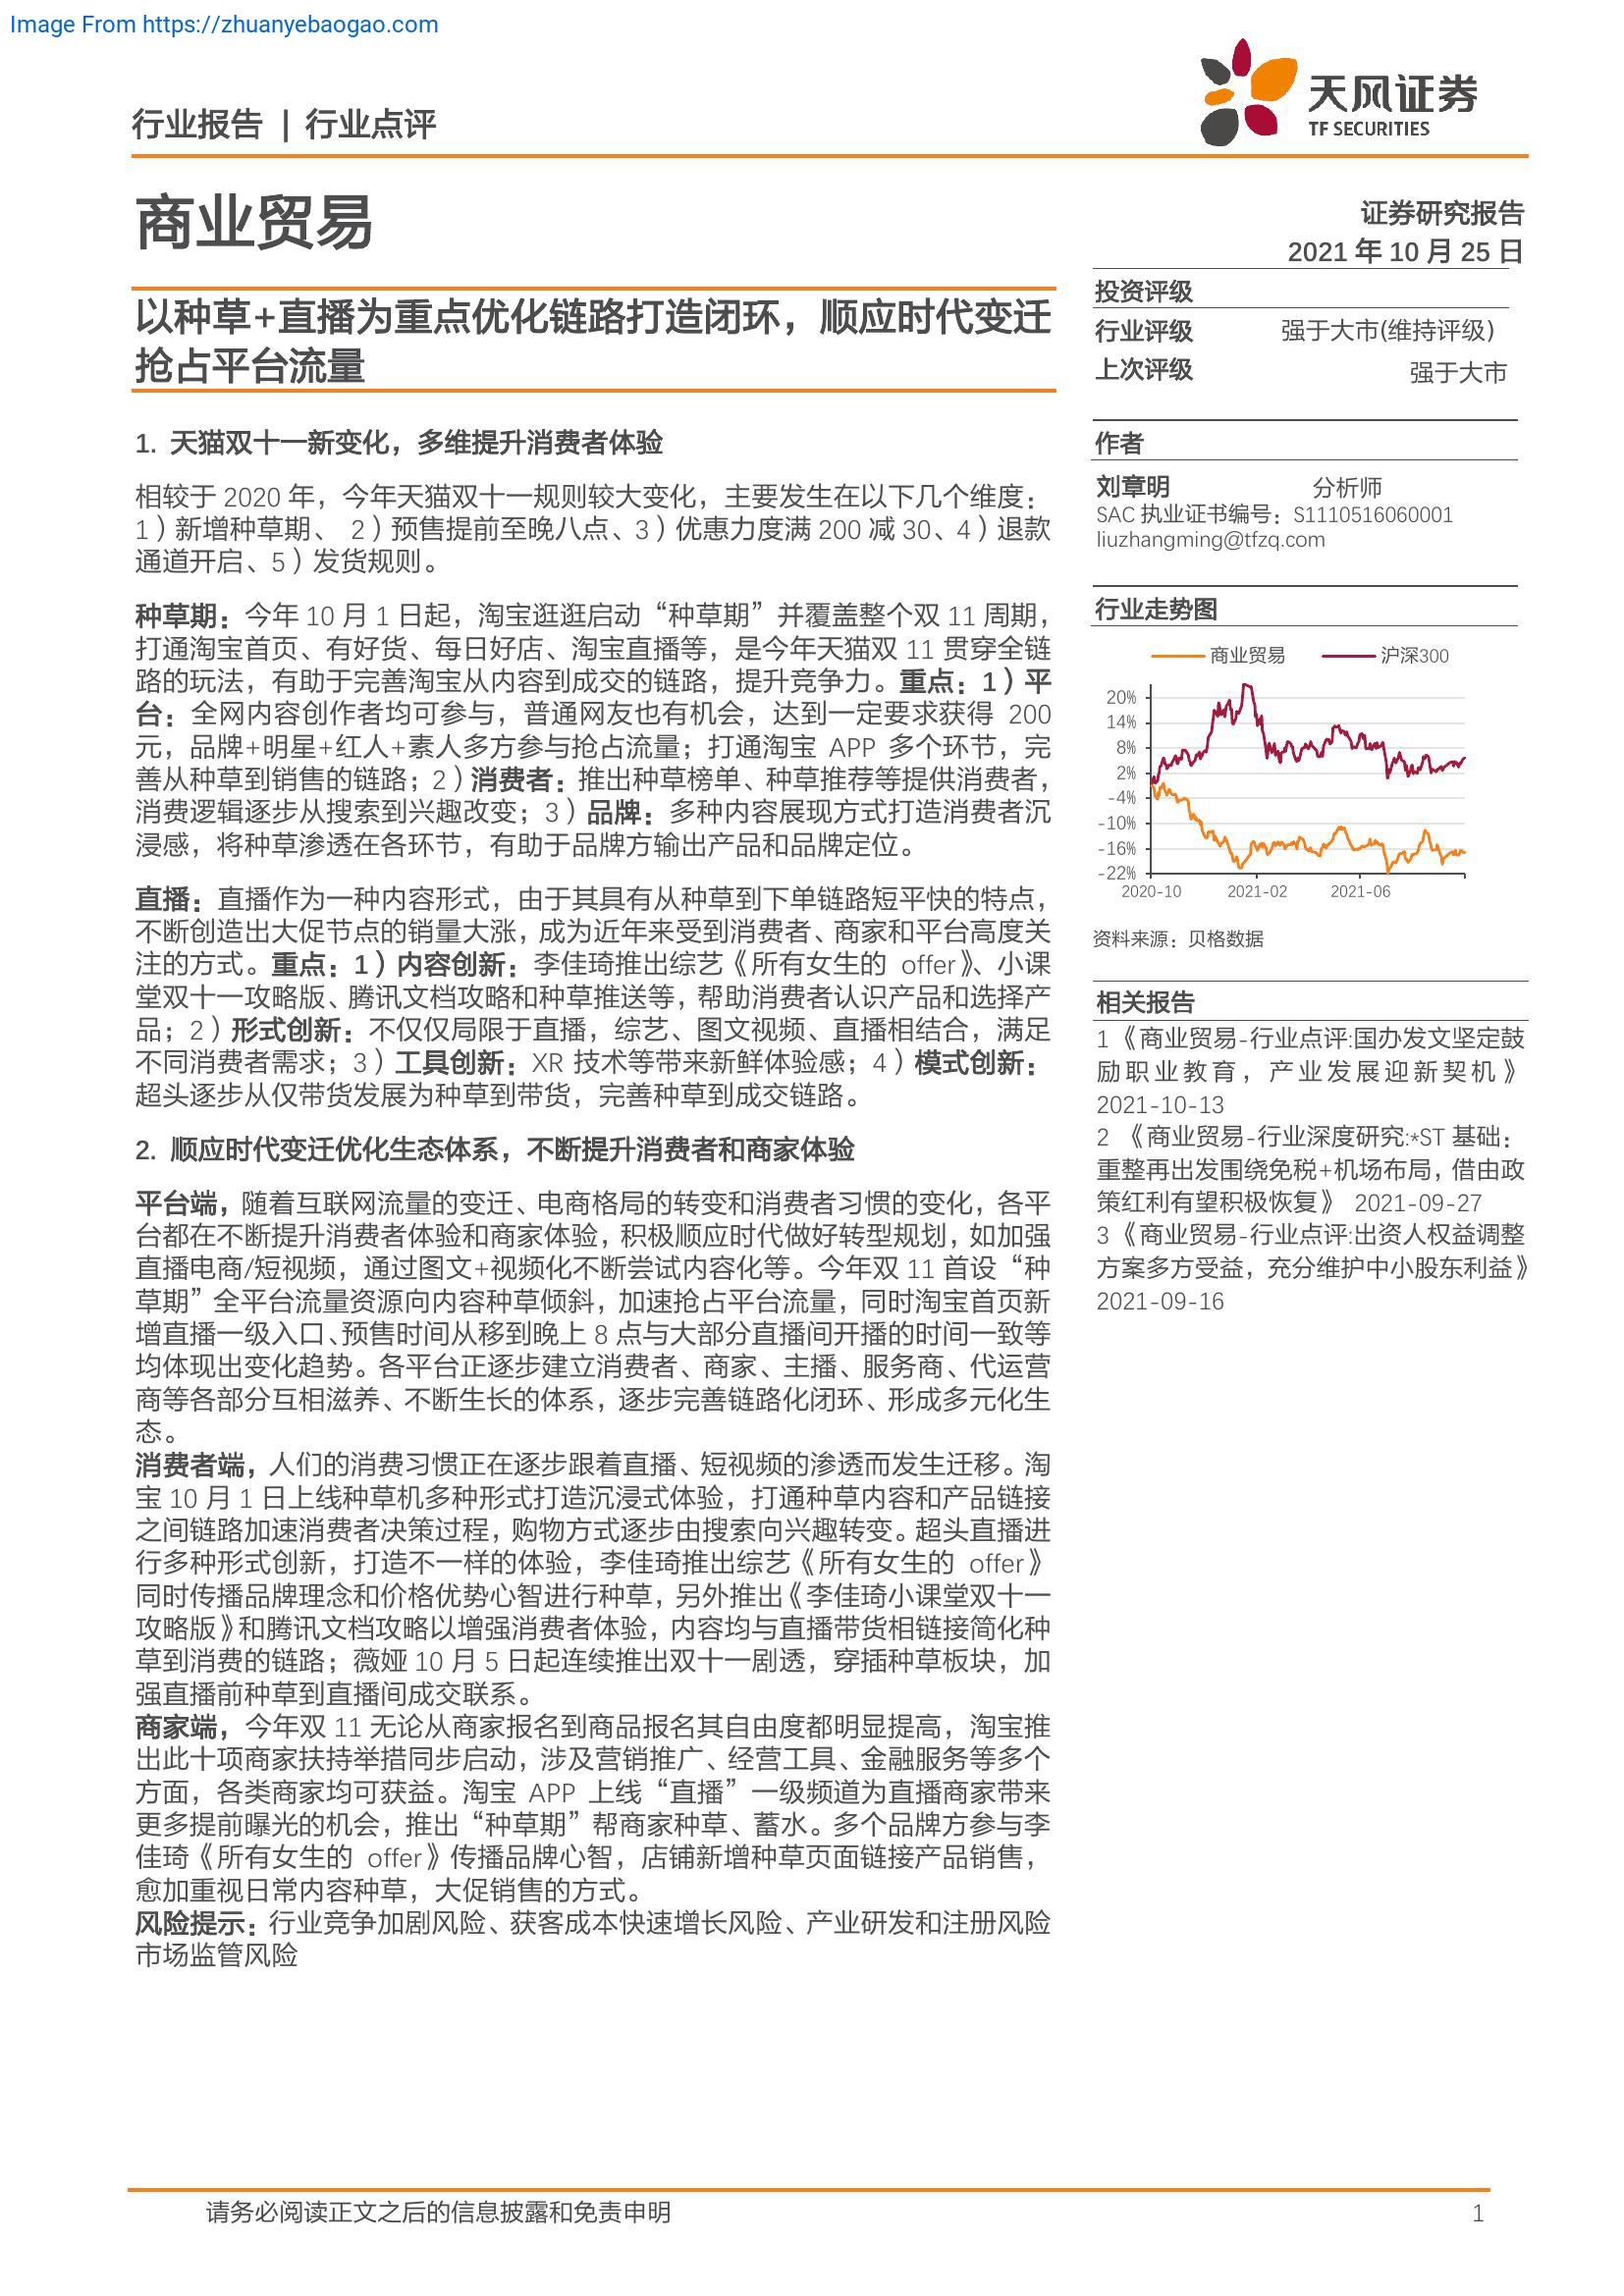 Image From https://zhuanyebaogao.com
行业报告 | 行业点评
天风证券
TF SECURITIES
商业贸易
证券研究报告
2021 年 10 月 25 日
以种草+直播为重点优化链路打造闭环，顺应时代变迁
抢占平台流量
1. 天猫双十一新变化，多维提升消费者体验
相较于 2020 年，今年天猫双十一规则较大变化，主要发生在以下几个维度：
1）新增种草期、 2）预售提前至晚八点、3）优惠力度满 200 减 30、4）退款
通道开启、5）发货规则。
种草期：今年 10 月 1 日起，淘宝逛逛启动“种草期”并覆盖整个双 11 周期，
打通淘宝首页、有好货、每日好店、淘宝直播等，是今年天猫双 11 贯穿全链
路的玩法，有助于完善淘宝从内容到成交的链路，提升竞争力。重点：1）平
台：全网内容创作者均可参与，普通网友也有机会，达到一定要求获得 200
元，品牌+明星+红人+素人多方参与抢占流量；打通淘宝 APP 多个环节，完
善从种草到销售的链路；2）消费者：推出种草榜单、种草推荐等提供消费者，
消费逻辑逐步从搜索到兴趣改变；3）品牌：多种内容展现方式打造消费者沉
浸感，将种草渗透在各环节，有助于品牌方输出产品和品牌定位。
直播：直播作为一种内容形式，由于其具有从种草到下单链路短平快的特点，
不断创造出大促节点的销量大涨，成为近年来受到消费者、商家和平台高度关
注的方式。重点：1）内容创新：李佳琦推出综艺《所有女生的 offer》、小课
堂双十一攻略版、腾讯文档攻略和种草推送等，帮助消费者认识产品和选择产
品；2）形式创新：不仅仅局限于直播，综艺、图文视频、直播相结合，满足
不同消费者需求；3）工具创新：XR 技术等带来新鲜体验感；4）模式创新：
超头逐步从仅带货发展为种草到带货，完善种草到成交链路。
2. 顺应时代变迁优化生态体系，不断提升消费者和商家体验
平台端，随着互联网流量的变迁、电商格局的转变和消费者习惯的变化，各平
台都在不断提升消费者体验和商家体验，积极顺应时代做好转型规划，如加强
直播电商/短视频，通过图文+视频化不断尝试内容化等。今年双 11 首设“种
草期”全平台流量资源向内容种草倾斜，加速抢占平台流量，同时淘宝首页新
增直播一级入口、预售时间从移到晚上 8 点与大部分直播间开播的时间一致等
均体现出变化趋势。各平台正逐步建立消费者、商家、主播、服务商、代运营
商等各部分互相滋养、不断生长的体系，逐步完善链路化闭环、形成多元化生
态。
消费者端，人们的消费习惯正在逐步跟着直播、短视频的渗透而发生迁移。淘
宝 10 月 1 日上线种草机多种形式打造沉浸式体验，打通种草内容和产品链接
之间链路加速消费者决策过程，购物方式逐步由搜索向兴趣转变。超头直播进
行多种形式创新，打造不一样的体验，李佳琦推出综艺《所有女生的 offer》
同时传播品牌理念和价格优势心智进行种草，另外推出《李佳琦小课堂双十一
攻略版》和腾讯文档攻略以增强消费者体验，内容均与直播带货相链接简化种
草到消费的链路；薇娅 10 月 5 日起连续推出双十一剧透，穿插种草板块，加
强直播前种草到直播间成交联系。
商家端，今年双 11 无论从商家报名到商品报名其自由度都明显提高，淘宝推
出此十项商家扶持举措同步启动，涉及营销推广、经营工具、金融服务等多个
方面，各类商家均可获益。淘宝 APP 上线“直播”一级频道为直播商家带来
更多提前曝光的机会，推出“种草期”帮商家种草、蓄水。多个品牌方参与李
佳琦《所有女生的 offer》传播品牌心智，店铺新增种草页面链接产品销售，
愈加重视日常内容种草，大促销售的方式。
风险提示：行业竞争加剧风险、获客成本快速增长风险、产业研发和注册风险
市场监管风险
投资评级
行业评级 强于大市(维持评级)
上次评级 强于大市
作者
刘章明 分析师
SAC 执业证书编号：S1110516060001
liuzhangming@tfzq.com
行业走势图
商业贸易 沪深300
20%
14%
8%
2%
-4%
-10%
-16%
-22%
2020-10 2021-02 2021-06
资料来源：贝格数据
相关报告
1 《商业贸易-行业点评:国办发文坚定鼓
励职业教育，产业发展迎新契机》
2021-10-13
2 《商业贸易-行业深度研究:*ST 基础：
重整再出发围绕免税+机场布局，借由政
策红利有望积极恢复》 2021-09-27
3 《商业贸易-行业点评:出资人权益调整
方案多方受益，充分维护中小股东利益》
2021-09-16
请务必阅读正文之后的信息披露和免责申明 1